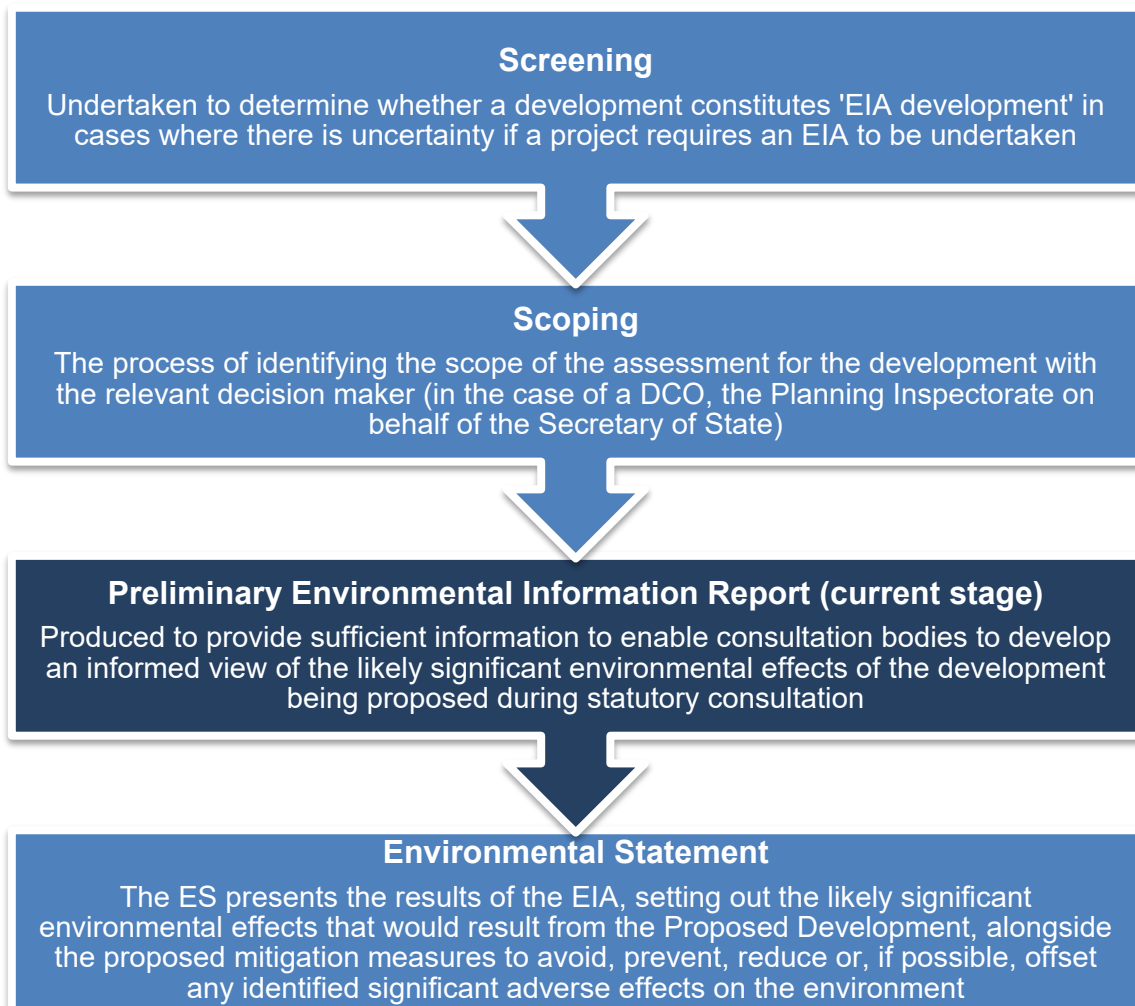 Screening
Undertaken to determine whether a development constitutes 'EIA development' in
cases where there is uncertainty if a project requires an EIA to be undertaken
Scoping
The process of identifying the scope of the assessment for the development with
the relevant decision maker (in the case of a DCO, the Planning Inspectorate on
behalf of the Secretary of State)
Preliminary Environmental Information Report (current stage)
Produced to provide sufficient information to enable consultation bodies to develop
an informed view of the likely significant environmental effects of the development
being proposed during statutory consultation
Environmental Statement
The ES presents the results of the EIA, setting out the likely significant
environmental effects that would result from the Proposed Development, alongside
the proposed mitigation measures to avoid, prevent, reduce or, if possible, offset
any identified significant adverse effects on the environment